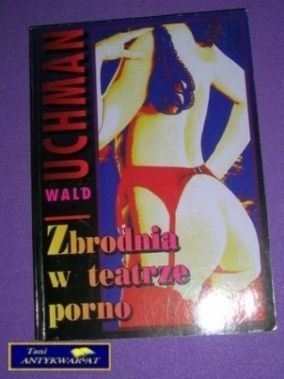 WALD
UCHMAN
Zbrodnia
w teatrze
porno
Tani
ANTYKWARIAT